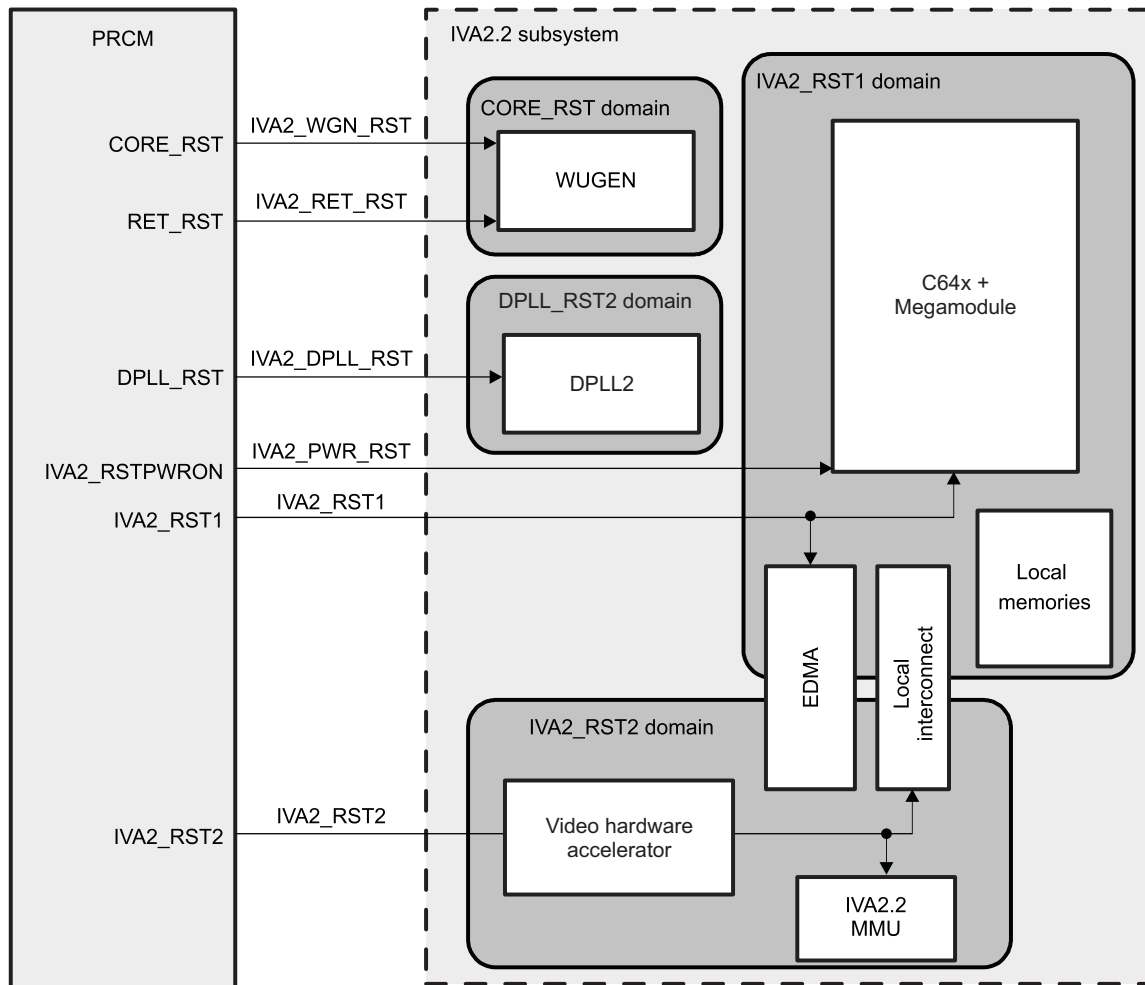 PRCM
IVA2.2 subsystem
IVA2_RST1 domain
CORE_RST domain
IVA2_WGN_RST
CORE_RST
WUGEN
IVA2_RET_RST
RET_RST
C64x +
Megamodule
DPLL_RST2 domain
IVA2_DPLL_RST
DPLL_RST
DPLL2
IVA2_PWR_RST
IVA2_RSTPWRON
IVA2_RST1
IVA2_RST1
Local
memories
EDMA
Local
interconnect
IVA2_RST2 domain
IVA2_RST2
IVA2_RST2
Video hardware
accelerator
IVA2.2
MMU